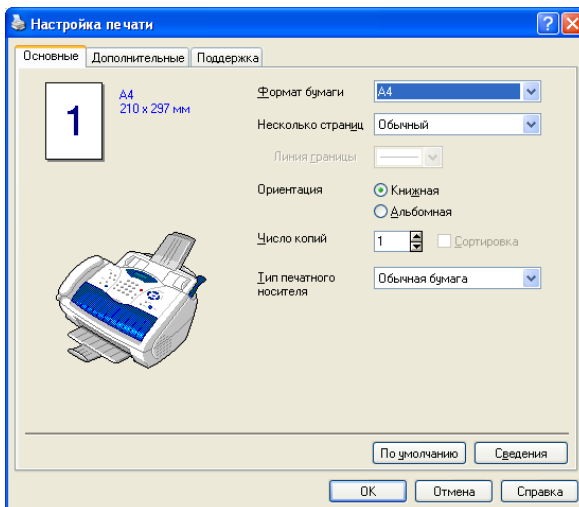 Настройка печати
Основные Дополнительные Поддержка
1
A4
210 x 297 мм
Формат бумаги A4
Несколько страниц Обычный
Линия границы
Ориентация Книжная
Альбомная
Число копий 1 Сортировка
Тип печатного носителя Обычная бумага
По умолчанию Сведения
OK Отмена Справка